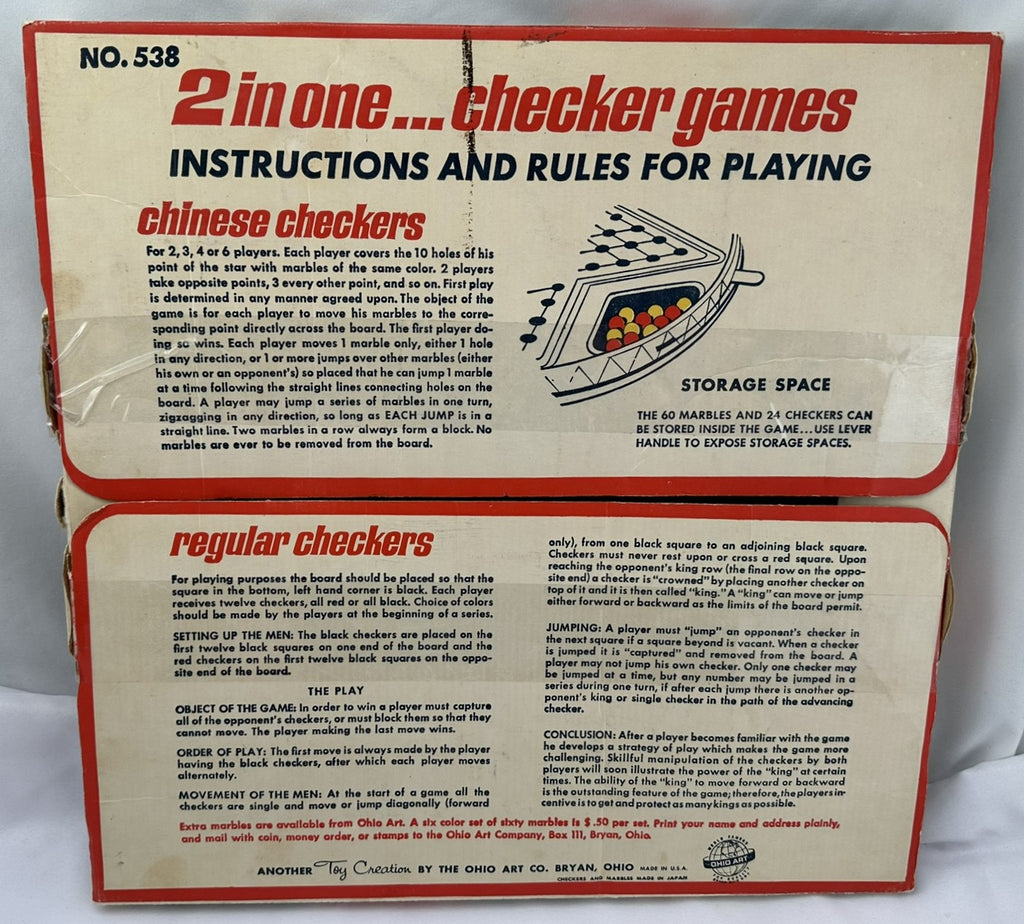 NO. 538
2 in one... checker games
INSTRUCTIONS AND RULES FOR PLAYING
chinese checkers
For 2, 3, 4 or 6 players. Each player covers the 10 holes of his
point of the star with marbles of the same color. 2 players
take opposite points, 3 every other point, and so on. First play
is determined in any manner agreed upon. The object of the
game is for each player to move his marbles to the corre-
sponding point directly across the board. The first player do-
ing so wins. Each player moves 1 marble only, either 1 hole
in any direction, or 1 or more jumps over other marbles (either
his own or an opponent's) so placed that he can jump 1 marble
at a time following the straight lines connecting holes on the
board. A player may jump a series of marbles in one turn,
zigzagging in any direction, so long as EACH JUMP is in a
straight line. Two marbles in a row always form a block. No
marbles are ever to be removed from the board.
STORAGE SPACE
THE 60 MARBLES AND 24 CHECKERS CAN
BE STORED INSIDE THE GAME... USE LEVER
HANDLE TO EXPOSE STORAGE SPACES.
regular checkers
For playing purposes the board should be placed so that the
square in the bottom, left hand corner is black. Each player
receives twelve checkers, all red or all black. Choice of colors
should be made by the players at the beginning of a series.
SETTING UP THE MEN: The black checkers are placed on the
first twelve black squares on one end of the board and the
red checkers on the first twelve black squares on the oppo-
site end of the board.
THE PLAY
OBJECT OF THE GAME: In order to win a player must capture
all of the opponent's checkers, or must block them so that they
cannot move. The player making the last move wins.
ORDER OF PLAY: The first move is always made by the player
having the black checkers, after which each player moves
alternately.
MOVEMENT OF THE MEN: At the start of a game all the
checkers are single and move or jump diagonally (forward
only), from one black square to an adjoining black square.
Checkers must never rest upon or cross a red square. Upon
reaching the opponent's king row (the final row on the oppo-
site end) a checker is "crowned" by placing another checker on
top of it and it is then called "king." A "king" can move or jump
either forward or backward as the limits of the board permit.
JUMPING: A player must "jump" an opponent's checker in
the next square if a square beyond is vacant. When a checker
is jumped it is "captured" and removed from the board. A
player may not jump his own checker. Only one checker may
be jumped at a time, but any number may be jumped in a
series during one turn, if after each jump there is another op-
ponent's king or single checker in the path of the advancing
checker.
CONCLUSION: After a player becomes familiar with the game
he develops a strategy of play which makes the game more
challenging. Skillful manipulation of the checkers by both
players will soon illustrate the power of the "king" at certain
times. The ability of the "king" to move forward or backward
is the outstanding feature of the game; therefore, the players in-
centive is to get and protect as many kings as possible.
Extra marbles are available from Ohio Art. A six color set of sixty marbles is $ .50 per set. Print your name and address plainly,
and mail with coin, money order, or stamps to the Ohio Art Company, Box 111, Bryan, Ohio.
ANOTHER Toy Creation BY THE OHIO ART CO. BRYAN, OHIO MADE IN U.S.A.
CHECKERS AND MARBLES MADE IN JAPAN
WORLD FAMOUS
OHIO ART